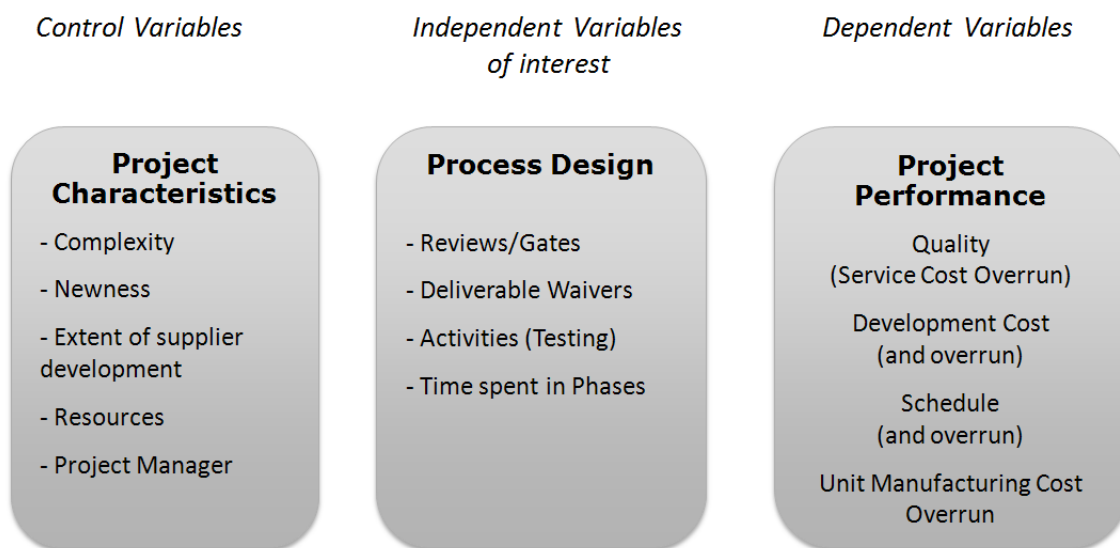 Control Variables
Independent Variables
of interest
Dependent Variables
Project
Characteristics
- Complexity
- Newness
- Extent of supplier
development
- Resources
- Project Manager
Process Design
- Reviews/Gates
- Deliverable Waivers
- Activities (Testing)
- Time spent in Phases
Project
Performance
Quality
(Service Cost Overrun)
Development Cost
(and overrun)
Schedule
(and overrun)
Unit Manufacturing Cost
Overrun